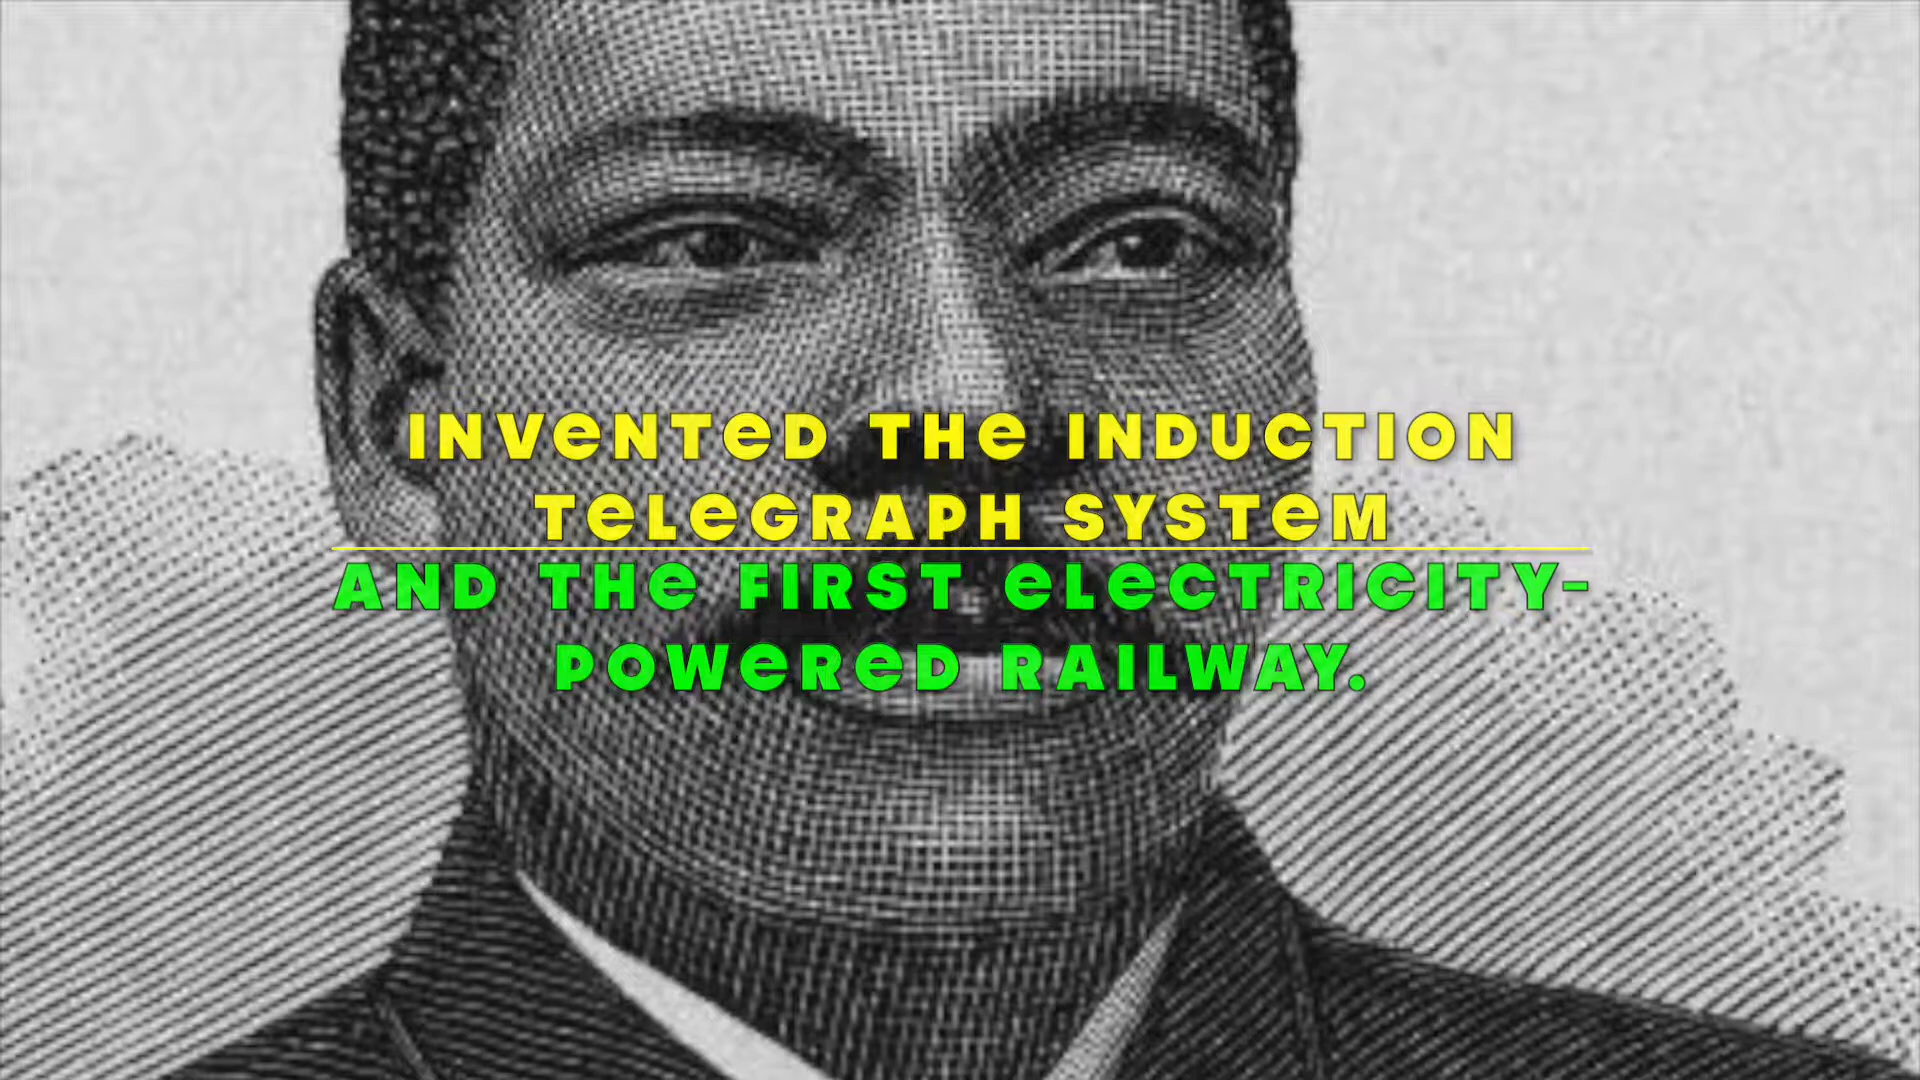 INVENTED THE INDUCTION
TELEGRAPH SYSTEM
AND THE FIRST ELECTRICITY-
POWERED RAILWAY.